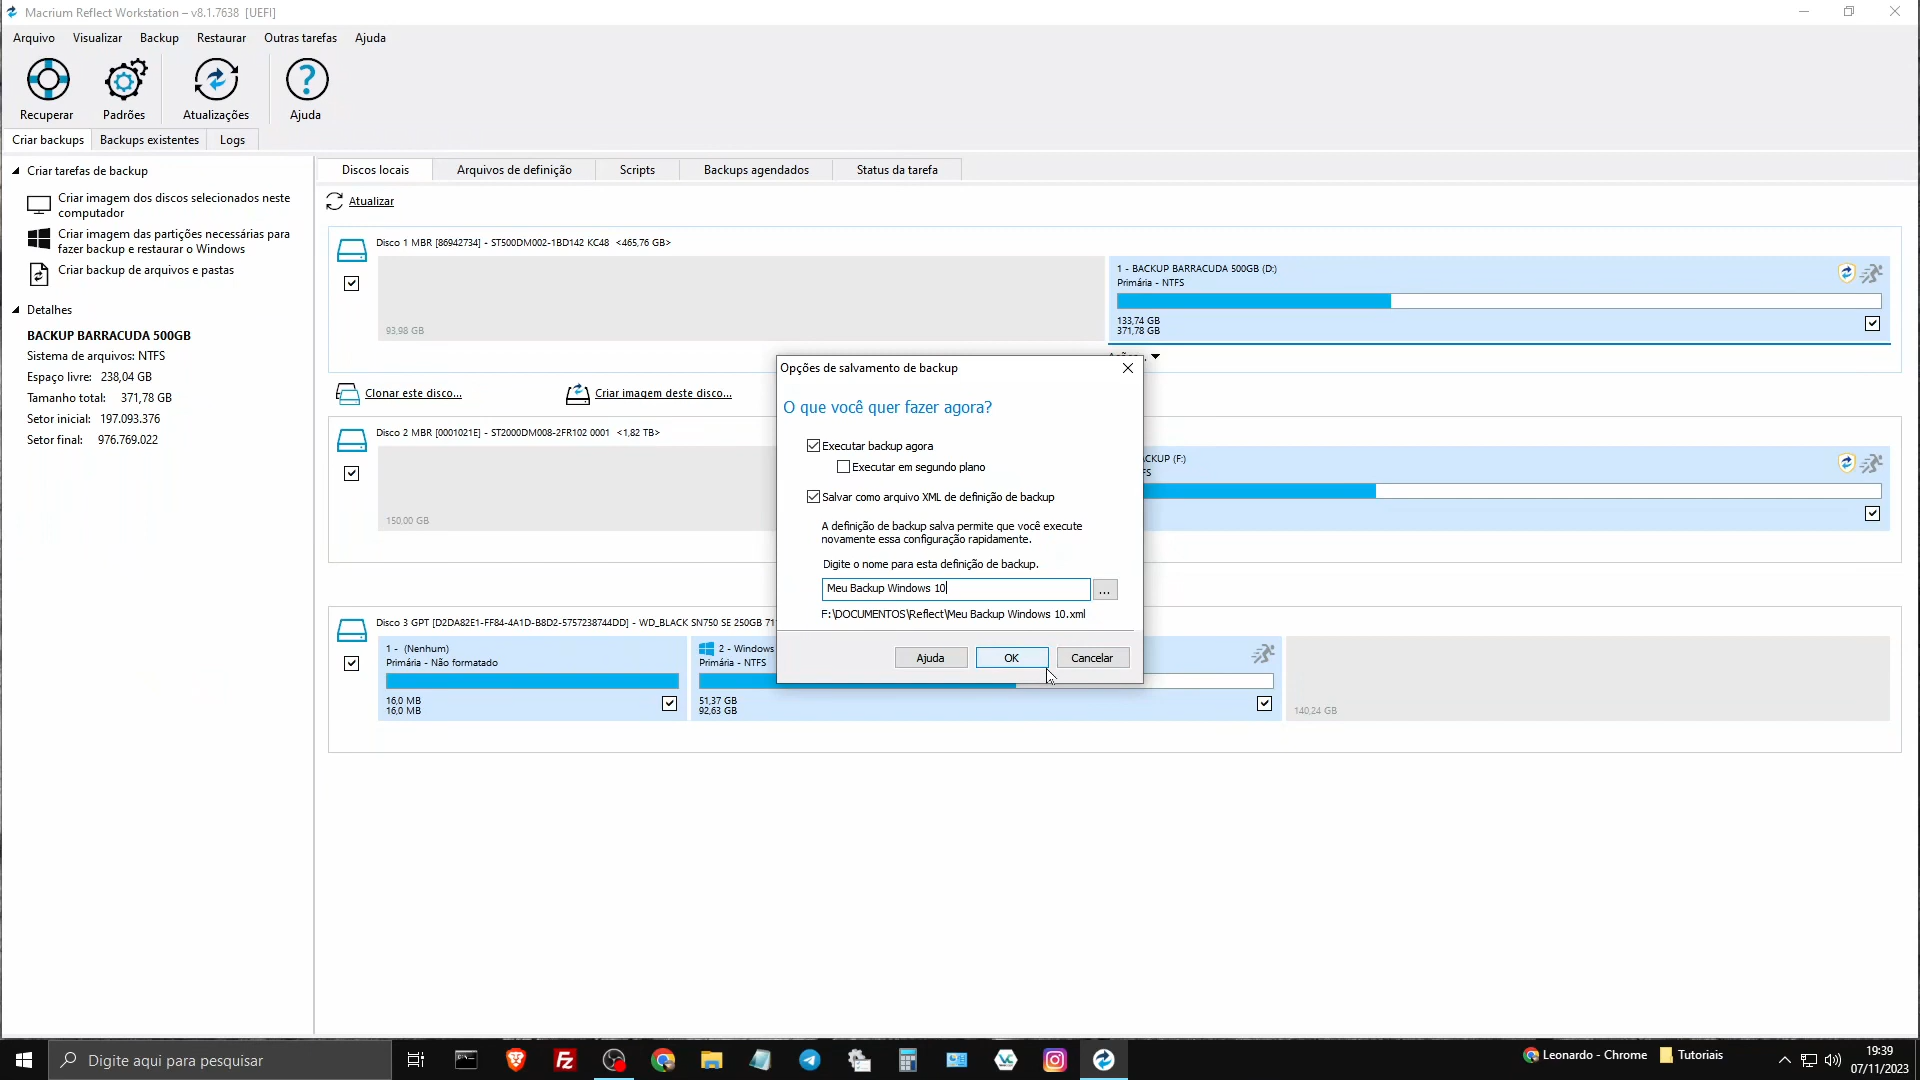 Macrium Reflect Workstation – v8.1.7638 [UEFI]
Arquivo
Visualizar
Backup
Restaurar
Outras tarefas
Ajuda
Recuperar
Padrões
Atualizações
Ajuda
Criar backups
Backups existentes
Logs
Criar tarefas de backup
Criar imagem dos discos selecionados neste
computador
Criar imagem das partições necessárias para
fazer backup e restaurar o Windows
Criar backup de arquivos e pastas
Detalhes
BACKUP BARRACUDA 500GB
Sistema de arquivos: NTFS
Espaço livre: 238,04 GB
Tamanho total: 371,78 GB
Setor inicial: 197.093.376
Setor final: 976.769.022
Discos locais
Arquivos de definição
Scripts
Backups agendados
Status da tarefa
Atualizar
Disco 1 MBR [86942734] - ST500DM002-1BD142 KC48 <465,76 GB>
93,98 GB
1 - BACKUP BARRACUDA 500GB (D:)
Primária - NTFS
133,74 GB
371,78 GB
Clonar este disco...
Criar imagem deste disco...
Disco 2 MBR [0001021E] - ST2000DM008-2FR102 0001 <1,82 TB>
150,00 GB
CKUP (F:)
FS
Disco 3 GPT [D2DA82E1-FF84-4A1D-B8D2-5757238744DD] - WD_BLACK SN750 SE 250GB 71
1 - (Nenhum)
Primária - Não formatado
16,0 MB
16,0 MB
2 - Windows
Primária - NTFS
51,37 GB
92,63 GB
140,24 GB
Opções de salvamento de backup
O que você quer fazer agora?
Executar backup agora
Executar em segundo plano
Salvar como arquivo XML de definição de backup
A definição de backup salva permite que você execute
novamente essa configuração rapidamente.
Digite o nome para esta definição de backup.
Meu Backup Windows 10
...
F:\DOCUMENTOS\Reflect\Meu Backup Windows 10.xml
Ajuda
OK
Cancelar
Digite aqui para pesquisar
Leonardo - Chrome
Tutoriais
19:39
07/11/2023